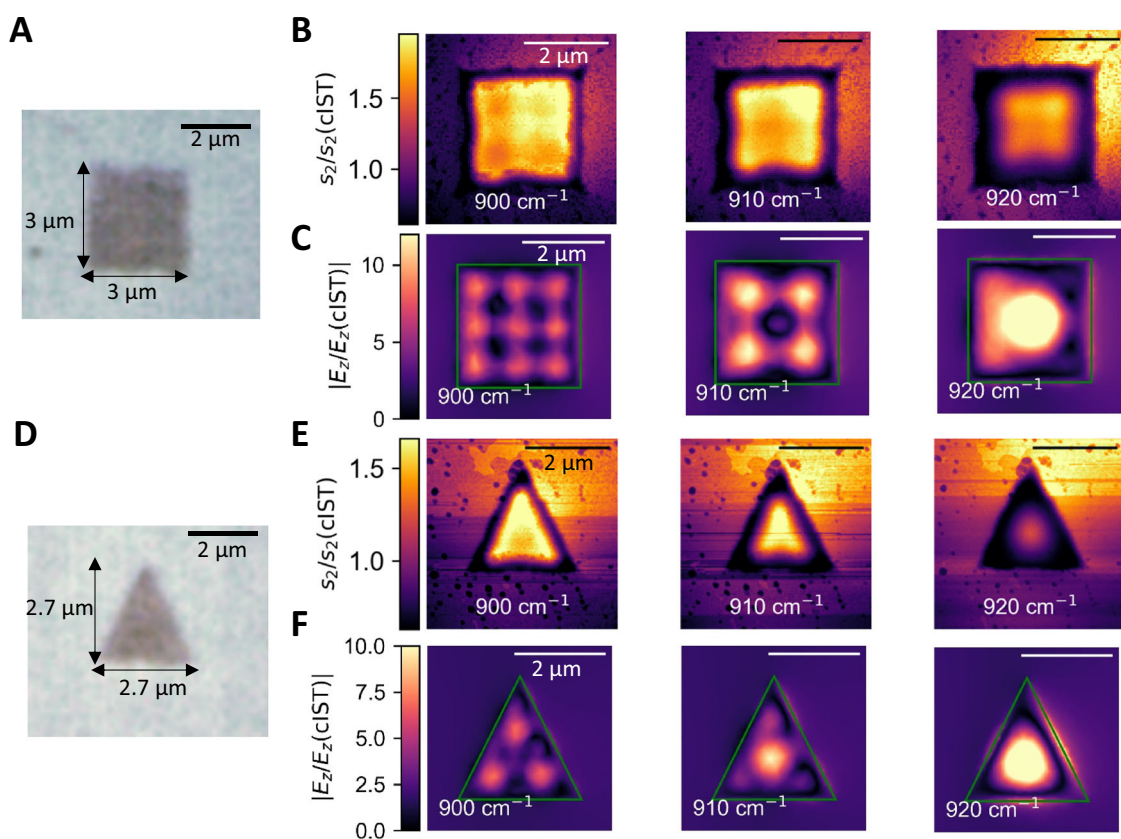 A
2 µm
3 µm
3 µm
B
s₂/s₂(cIST)
1.5
1.0
2 µm
900 cm⁻¹
910 cm⁻¹
920 cm⁻¹
C
|E_z/E_z(cIST)|
10
5
0
2 µm
900 cm⁻¹
910 cm⁻¹
920 cm⁻¹
D
2 µm
2.7 µm
2.7 µm
E
s₂/s₂(cIST)
1.5
1.0
2 µm
900 cm⁻¹
910 cm⁻¹
920 cm⁻¹
F
|E_z/E_z(cIST)|
10.0
7.5
5.0
2.5
0.0
2 µm
900 cm⁻¹
910 cm⁻¹
920 cm⁻¹